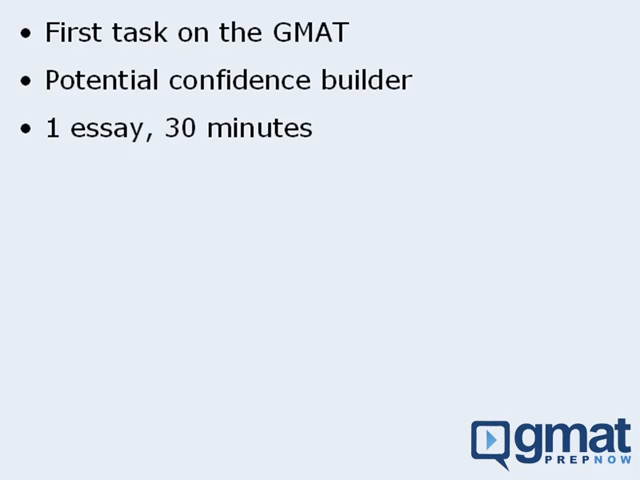 • First task on the GMAT
• Potential confidence builder
• 1 essay, 30 minutes
gmat
PREPNOW